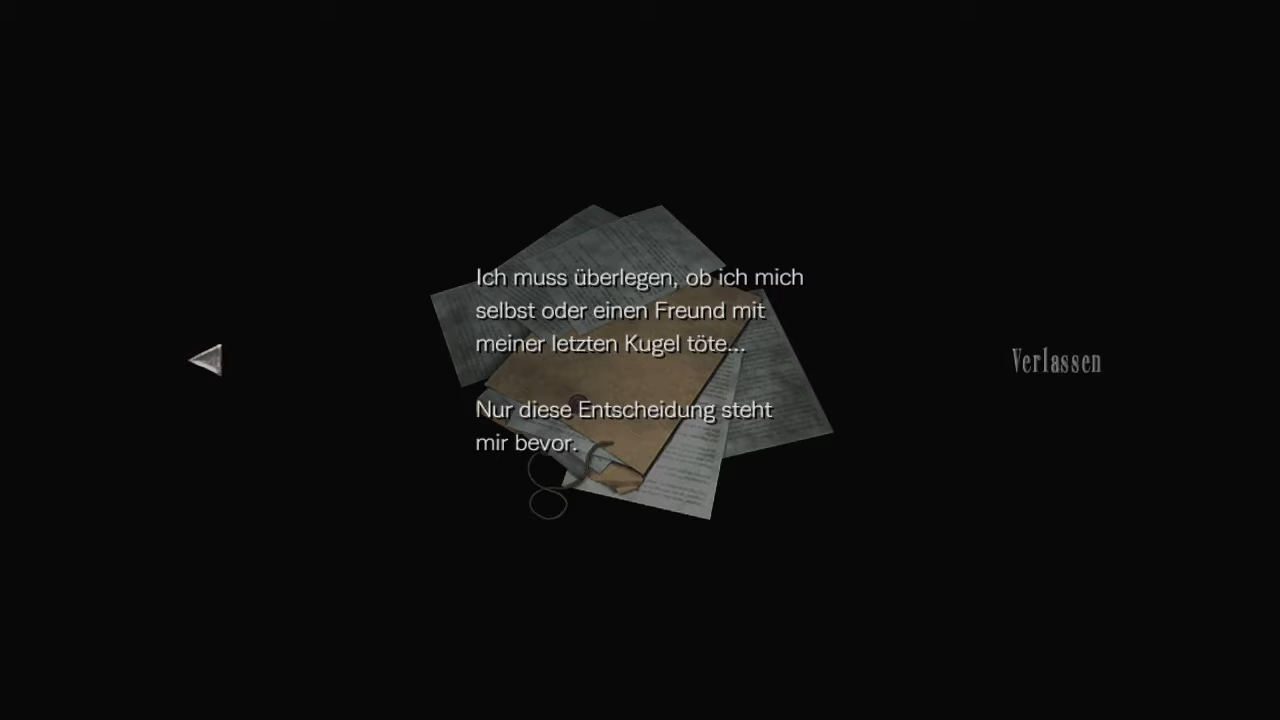 Ich muss überlegen, ob ich mich
selbst oder einen Freund mit
meiner letzten Kugel töte...
Nur diese Entscheidung steht
mir bevor.
Verlassen